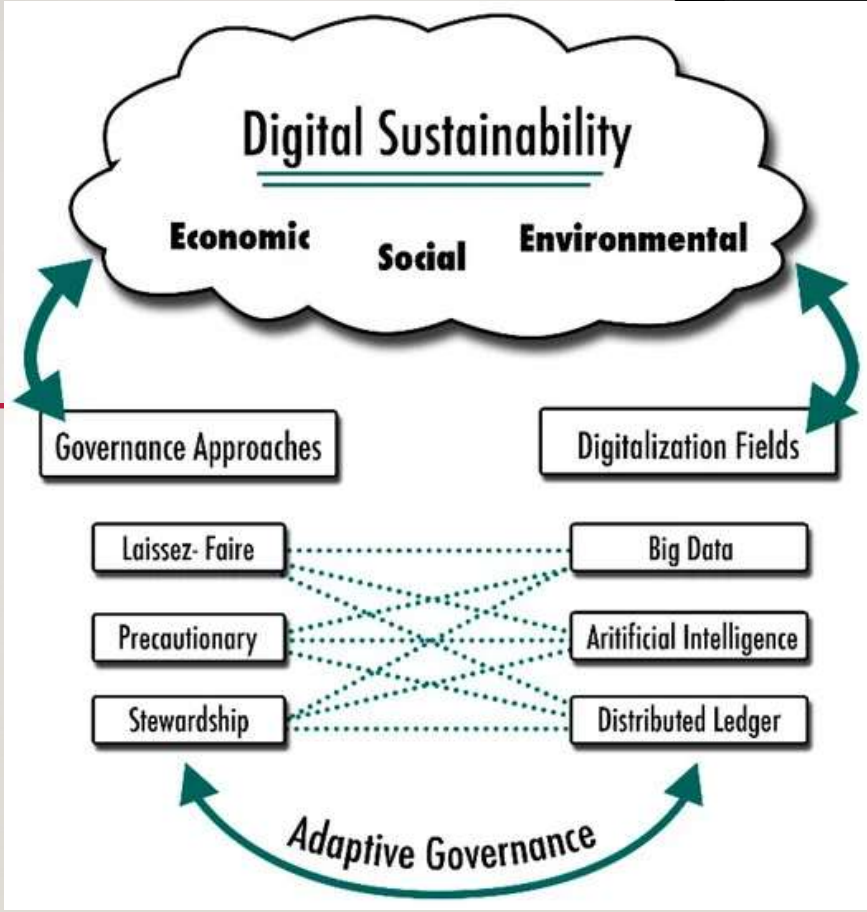 Digital Sustainability
Economic Social Environmental
Governance Approaches Digitalization Fields
Laissez- Faire Big Data
Precautionary Aritificial Intelligence
Stewardship Distributed Ledger
Adaptive Governance